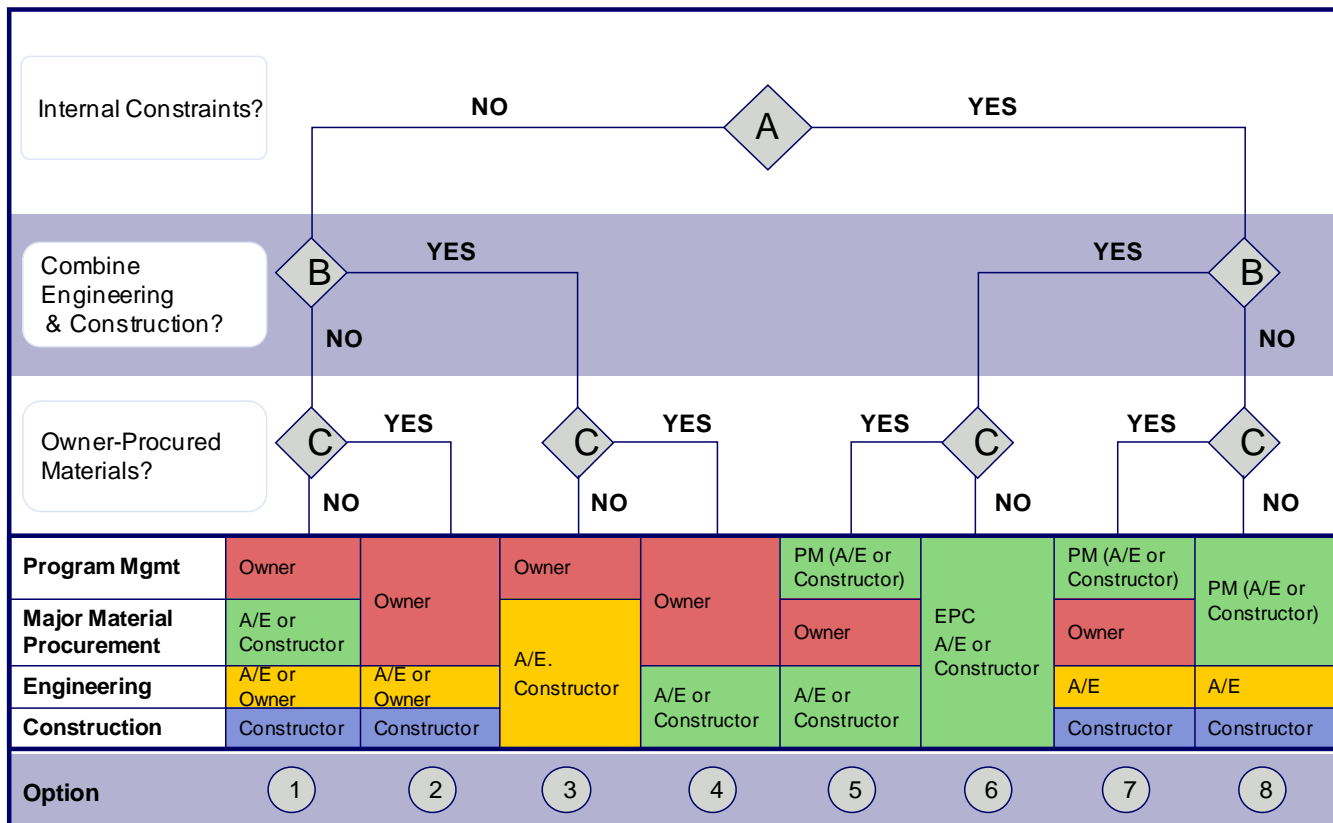 Internal Constraints?
NO
A
YES
Combine
Engineering
& Construction?
B
YES
NO
YES
B
NO
Owner-Procured
Materials?
C
YES
NO
C
YES
NO
YES
C
NO
YES
C
NO
Program Mgmt
Owner
Owner
Owner
Owner
PM (A/E or
Constructor)
EPC
A/E or
Constructor
PM (A/E or
Constructor)
PM (A/E or
Constructor)
Major Material
Procurement
A/E or
Constructor
A/E.
Constructor
Owner
Owner
Engineering
A/E or
Owner
A/E or
Owner
A/E or
Constructor
A/E or
Constructor
A/E
A/E
Construction
Constructor
Constructor
Constructor
Constructor
Option
1
2
3
4
5
6
7
8